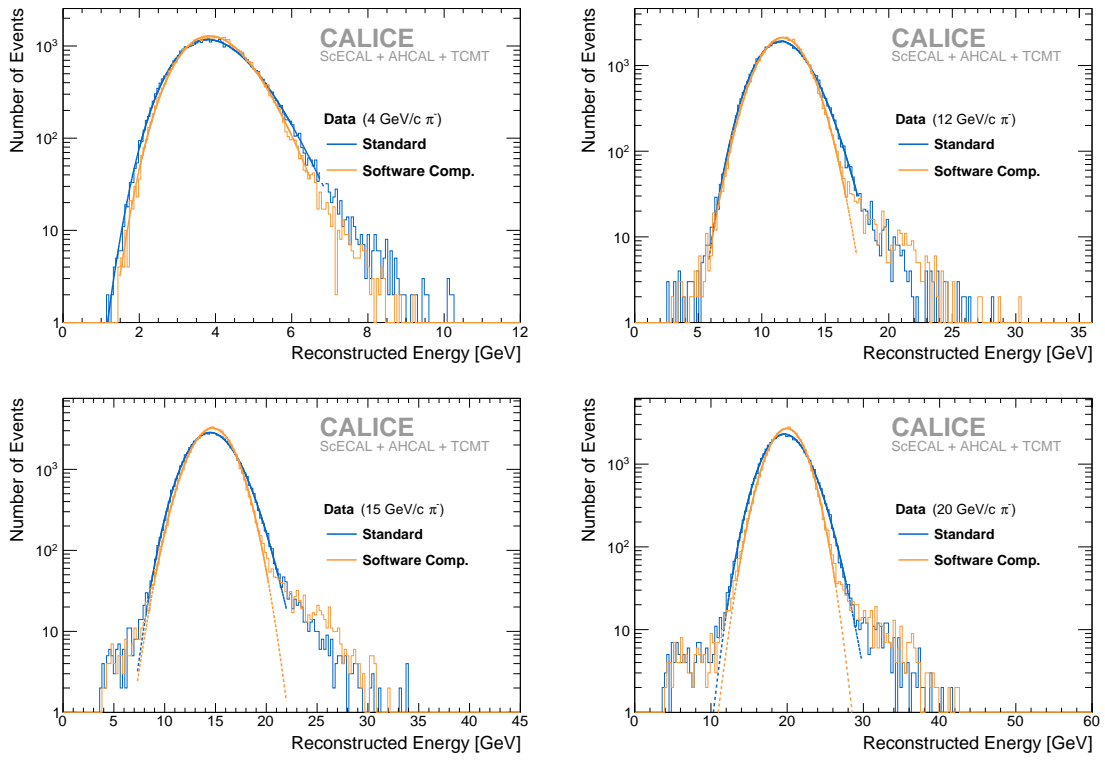 Number of Events
10³
10²
10
1
CALICE
ScECAL + AHCAL + TCMT
Data (4 GeV/c π⁻)
Standard
Software Comp.
0 2 4 6 8 10 12
Reconstructed Energy [GeV]
Number of Events
10³
10²
10
1
CALICE
ScECAL + AHCAL + TCMT
Data (12 GeV/c π⁻)
Standard
Software Comp.
0 5 10 15 20 25 30 35
Reconstructed Energy [GeV]
Number of Events
10³
10²
10
1
CALICE
ScECAL + AHCAL + TCMT
Data (15 GeV/c π⁻)
Standard
Software Comp.
0 5 10 15 20 25 30 35 40 45
Reconstructed Energy [GeV]
Number of Events
10³
10²
10
1
CALICE
ScECAL + AHCAL + TCMT
Data (20 GeV/c π⁻)
Standard
Software Comp.
0 10 20 30 40 50 60
Reconstructed Energy [GeV]